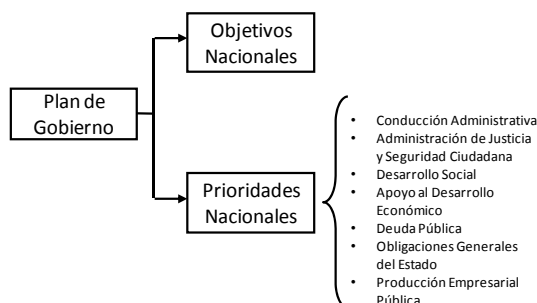 Objetivos
Nacionales
Plan de
Gobierno
Prioridades
Nacionales
• Conducción Administrativa
• Administración de Justicia
y Seguridad Ciudadana
• Desarrollo Social
• Apoyo al Desarrollo
Económico
• Deuda Pública
• Obligaciones Generales
del Estado
• Producción Empresarial
Pública